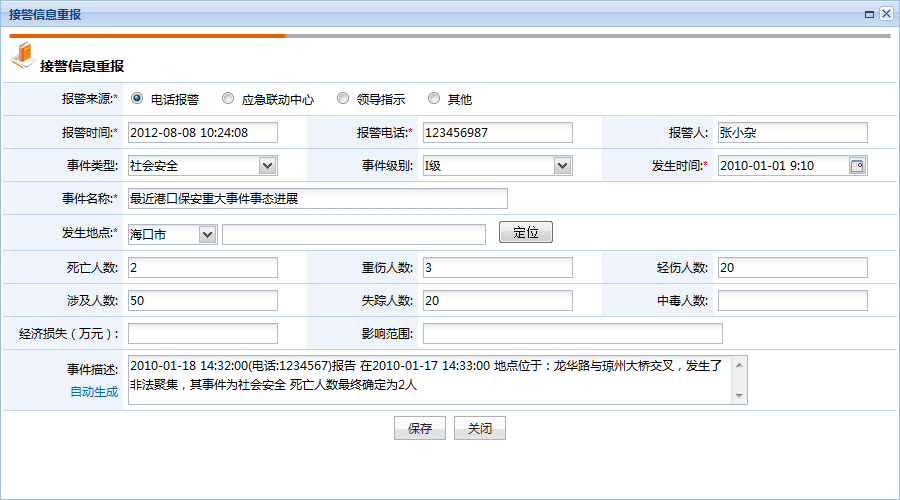 接警信息重报
接警信息重报
报警来源:* 电话报警 应急联动中心 领导指示 其他
报警时间:* 2012-08-08 10:24:08 报警电话:* 123456987 报警人: 张小杂
事件类型: 社会安全 事件级别: I级 发生时间:* 2010-01-01 9:10
事件名称:* 最近港口保安重大事件事态进展
发生地点:* 海口市 定位
死亡人数: 2 重伤人数: 3 轻伤人数: 20
涉及人数: 50 失踪人数: 20 中毒人数:
经济损失（万元）: 影响范围:
事件描述: 2010-01-18 14:32:00(电话:1234567)报告 在2010-01-17 14:33:00 地点位于：龙华路与琼州大桥交叉，发生了
自动生成 非法聚集，其事件为社会安全 死亡人数最终确定为2人
保存 关闭